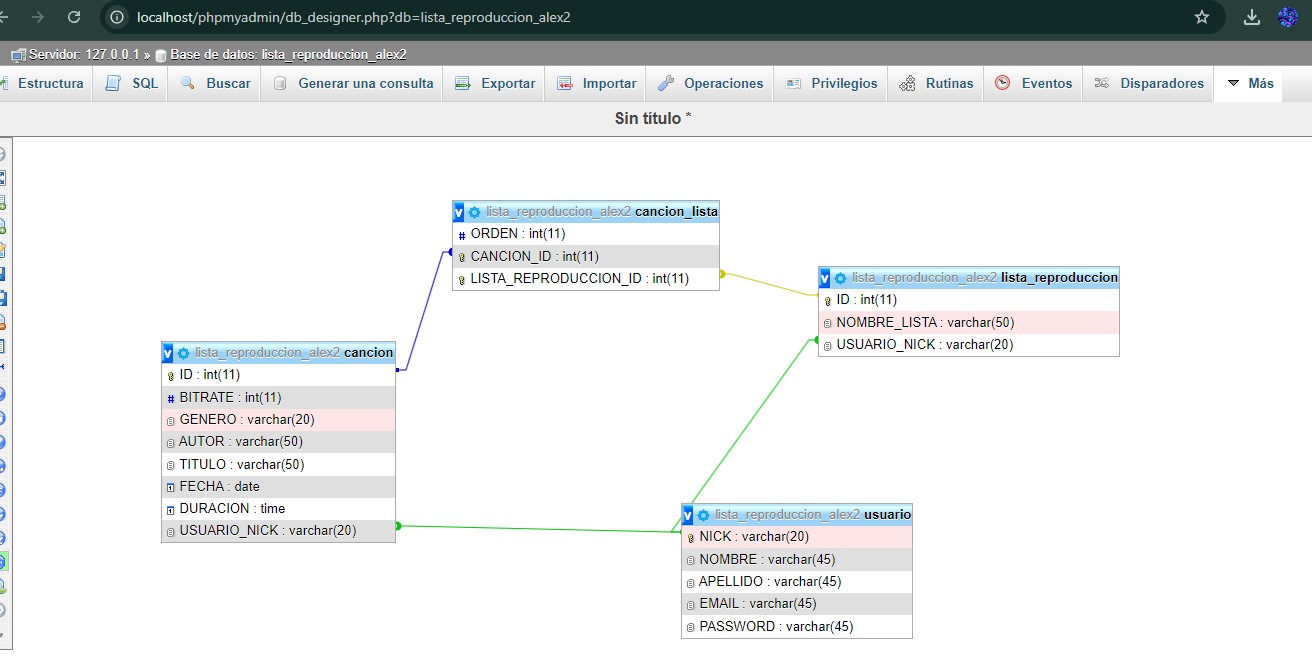 localhost/phpmyadmin/db_designer.php?db=lista_reproduccion_alex2
Servidor: 127.0.0.1 » Base de datos: lista_reproduccion_alex2
Estructura SQL Buscar Generar una consulta Exportar Importar Operaciones Privilegios Rutinas Eventos Disparadores Más
Sin título *
lista_reproduccion_alex2 cancion_lista
ORDEN : int(11)
CANCION_ID : int(11)
LISTA_REPRODUCCION_ID : int(11)
lista_reproduccion_alex2 lista_reproduccion
ID : int(11)
NOMBRE_LISTA : varchar(50)
USUARIO_NICK : varchar(20)
lista_reproduccion_alex2 cancion
ID : int(11)
BITRATE : int(11)
GENERO : varchar(20)
AUTOR : varchar(50)
TITULO : varchar(50)
FECHA : date
DURACION : time
USUARIO_NICK : varchar(20)
lista_reproduccion_alex2 usuario
NICK : varchar(20)
NOMBRE : varchar(45)
APELLIDO : varchar(45)
EMAIL : varchar(45)
PASSWORD : varchar(45)